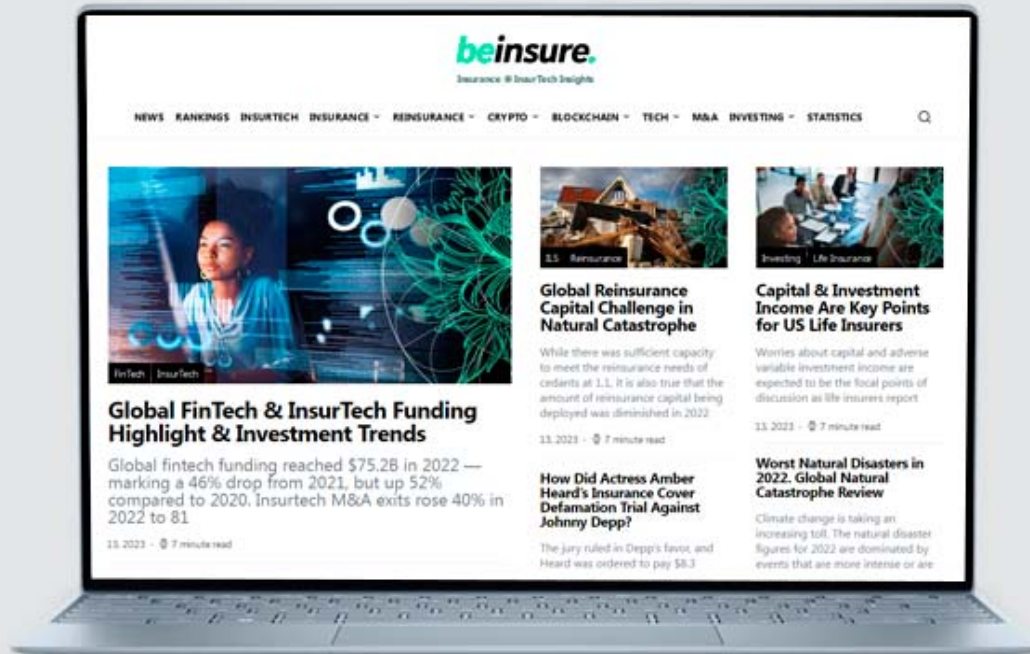 beinsure.
Insurance & InsurTech Insights
NEWS RANKINGS INSURTECH INSURANCE REINSURANCE CRYPTO BLOCKCHAIN TECH M&A INVESTING STATISTICS
FinTech InsurTech
Global FinTech & InsurTech Funding
Highlight & Investment Trends
Global fintech funding reached $75.2B in 2022 —
marking a 46% drop from 2021, but up 52%
compared to 2020. Insurtech M&A exits rose 40% in
2022 to 81
13, 2023 - 7 minute read
ILS Reinsurance
Global Reinsurance
Capital Challenge in
Natural Catastrophe
While there was sufficient capacity
to meet the reinsurance needs of
cedants at 1.1, it is also true that the
amount of reinsurance capital being
deployed was diminished in 2022
13, 2023 - 7 minute read
How Did Actress Amber
Heard's Insurance Cover
Defamation Trial Against
Johnny Depp?
The jury ruled in Depp's favor, and
Heard was ordered to pay $8.3
Investing Life Insurance
Capital & Investment
Income Are Key Points
for US Life Insurers
Worries about capital and adverse
variable investment income are
expected to be the focal points of
discussion as life insurers report
13, 2023 - 7 minute read
Worst Natural Disasters in
2022. Global Natural
Catastrophe Review
Climate change is taking an
increasing toll. The natural disaster
figures for 2022 are dominated by
events that are more intense or are